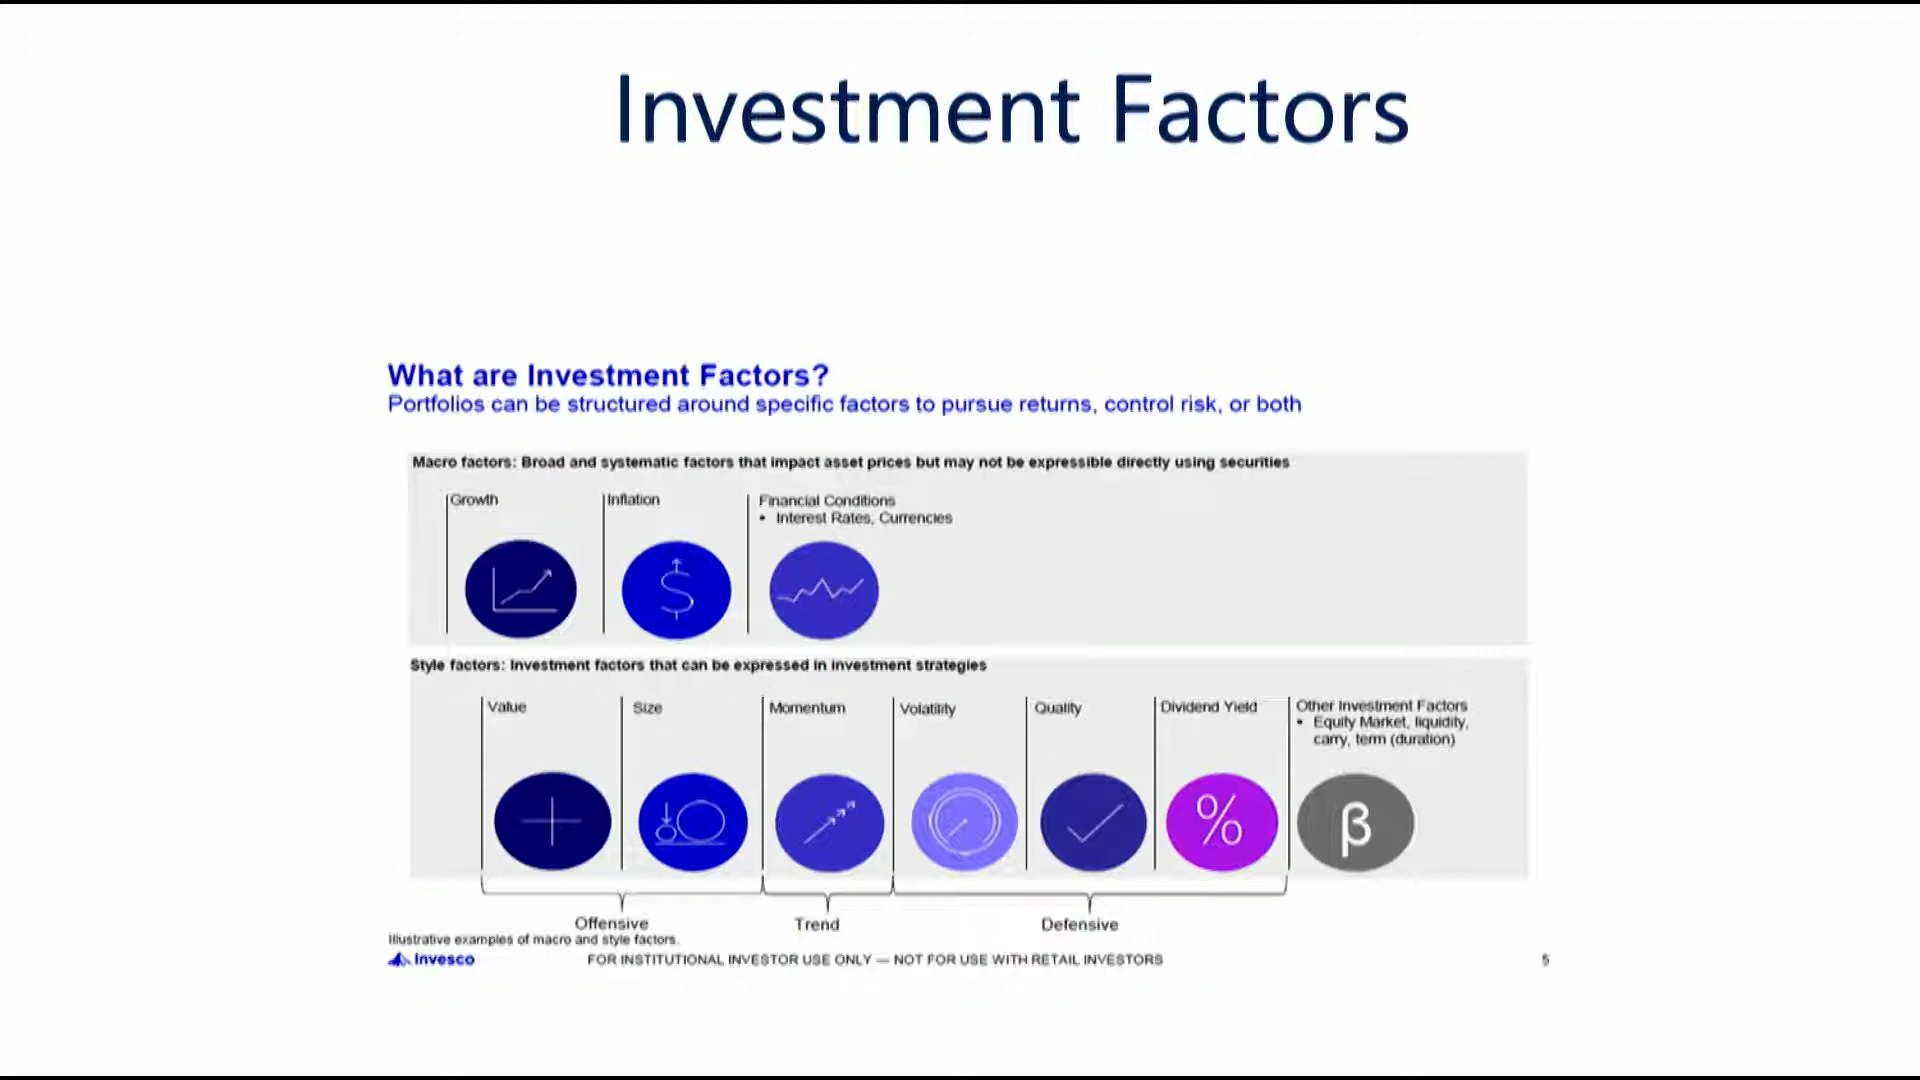 Investment Factors
What are Investment Factors?
Portfolios can be structured around specific factors to pursue returns, control risk, or both
Macro factors: Broad and systematic factors that impact asset prices but may not be expressible directly using securities
Growth
Inflation
Financial Conditions
• Interest Rates, Currencies
$
Style factors: Investment factors that can be expressed in investment strategies
Value
Size
Momentum
Volatility
Quality
Dividend Yield
Other Investment Factors
• Equity Market, liquidity,
carry, term (duration)
%
β
Offensive
Trend
Defensive
Illustrative examples of macro and style factors.
Invesco
FOR INSTITUTIONAL INVESTOR USE ONLY — NOT FOR USE WITH RETAIL INVESTORS
5